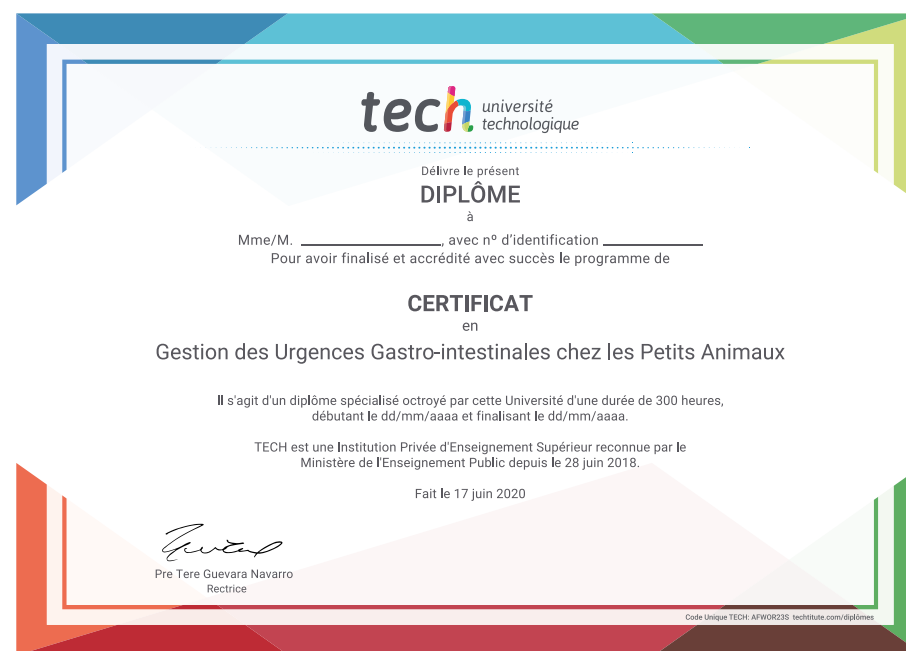 tech université
technologique
Délivre le présent
DIPLÔME
à
Mme/M. ____________________, avec nº d'identification ______________
Pour avoir finalisé et accrédité avec succès le programme de
CERTIFICAT
en
Gestion des Urgences Gastro-intestinales chez les Petits Animaux
Il s'agit d'un diplôme spécialisé octroyé par cette Université d'une durée de 300 heures,
débutant le dd/mm/aaaa et finalisant le dd/mm/aaaa.
TECH est une Institution Privée d'Enseignement Supérieur reconnue par le
Ministère de l'Enseignement Public depuis le 28 juin 2018.
Fait le 17 juin 2020
Pre Tere Guevara Navarro
Rectrice
Code Unique TECH: AFWOR23S techtitute.com/diplômes